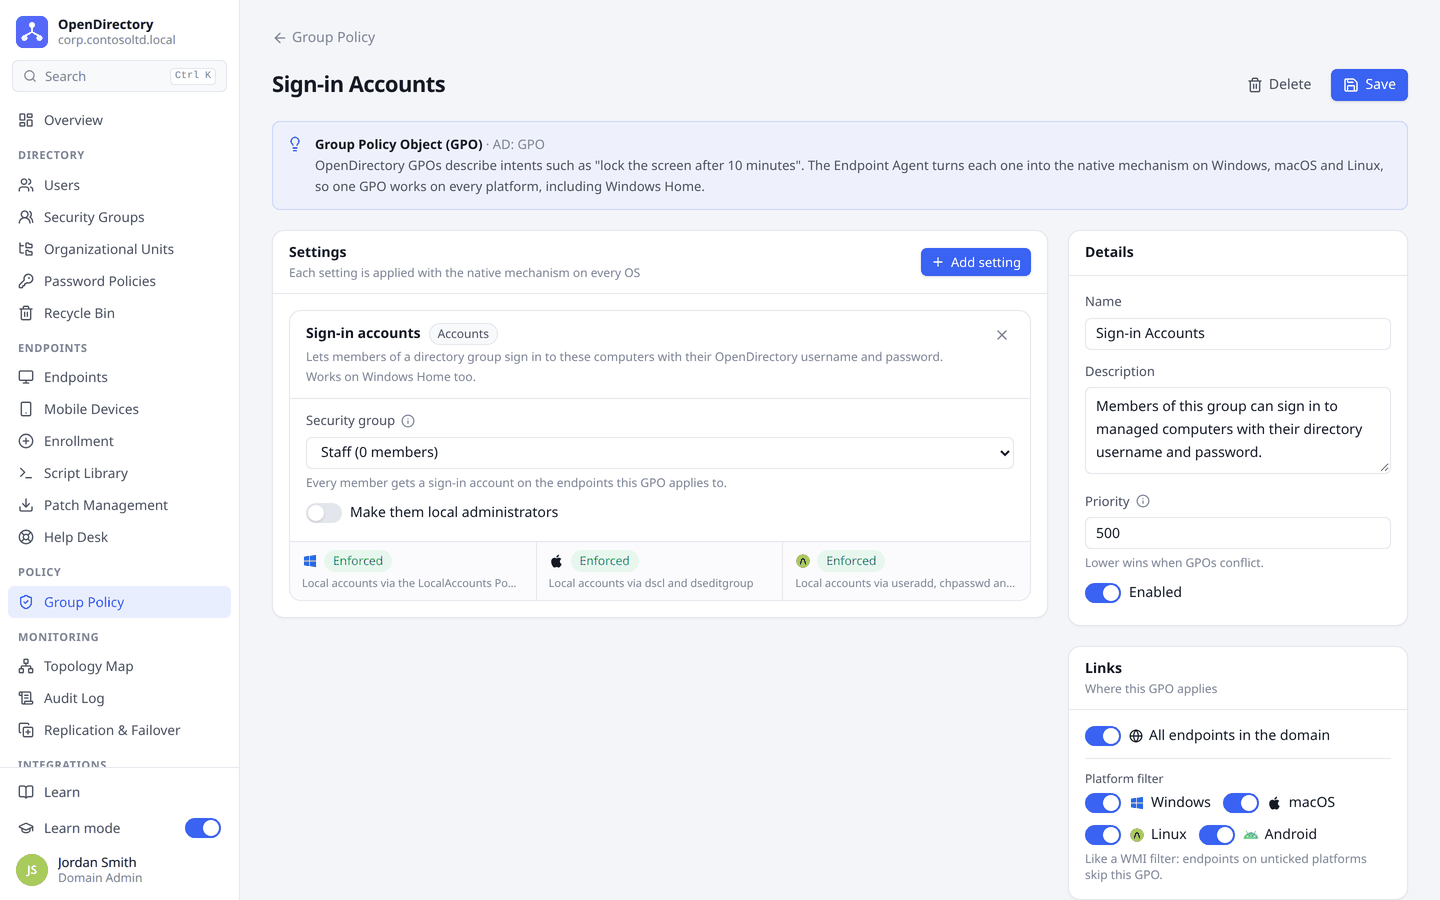 OpenDirectory
corp.contosoltd.local
Search
Ctrl K
Overview
DIRECTORY
Users
Security Groups
Organizational Units
Password Policies
Recycle Bin
ENDPOINTS
Endpoints
Mobile Devices
Enrollment
Script Library
Patch Management
Help Desk
POLICY
Group Policy
MONITORING
Topology Map
Audit Log
Replication & Failover
INTEGRATIONS
Learn
Learn mode
JS
Jordan Smith
Domain Admin
Group Policy
Sign-in Accounts
Delete
Save
Group Policy Object (GPO) · AD: GPO
OpenDirectory GPOs describe intents such as "lock the screen after 10 minutes". The Endpoint Agent turns each one into the native mechanism on Windows, macOS and Linux,
so one GPO works on every platform, including Windows Home.
Settings
Each setting is applied with the native mechanism on every OS
Add setting
Sign-in accounts
Accounts
Lets members of a directory group sign in to these computers with their OpenDirectory username and password.
Works on Windows Home too.
Security group
Staff (0 members)
Every member gets a sign-in account on the endpoints this GPO applies to.
Make them local administrators
Enforced
Local accounts via the LocalAccounts Po...
Enforced
Local accounts via dscl and dseditgroup
Enforced
Local accounts via useradd, chpasswd an...
Details
Name
Sign-in Accounts
Description
Members of this group can sign in to
managed computers with their directory
username and password.
Priority
500
Lower wins when GPOs conflict.
Enabled
Links
Where this GPO applies
All endpoints in the domain
Platform filter
Windows
macOS
Linux
Android
Like a WMI filter: endpoints on unticked platforms
skip this GPO.